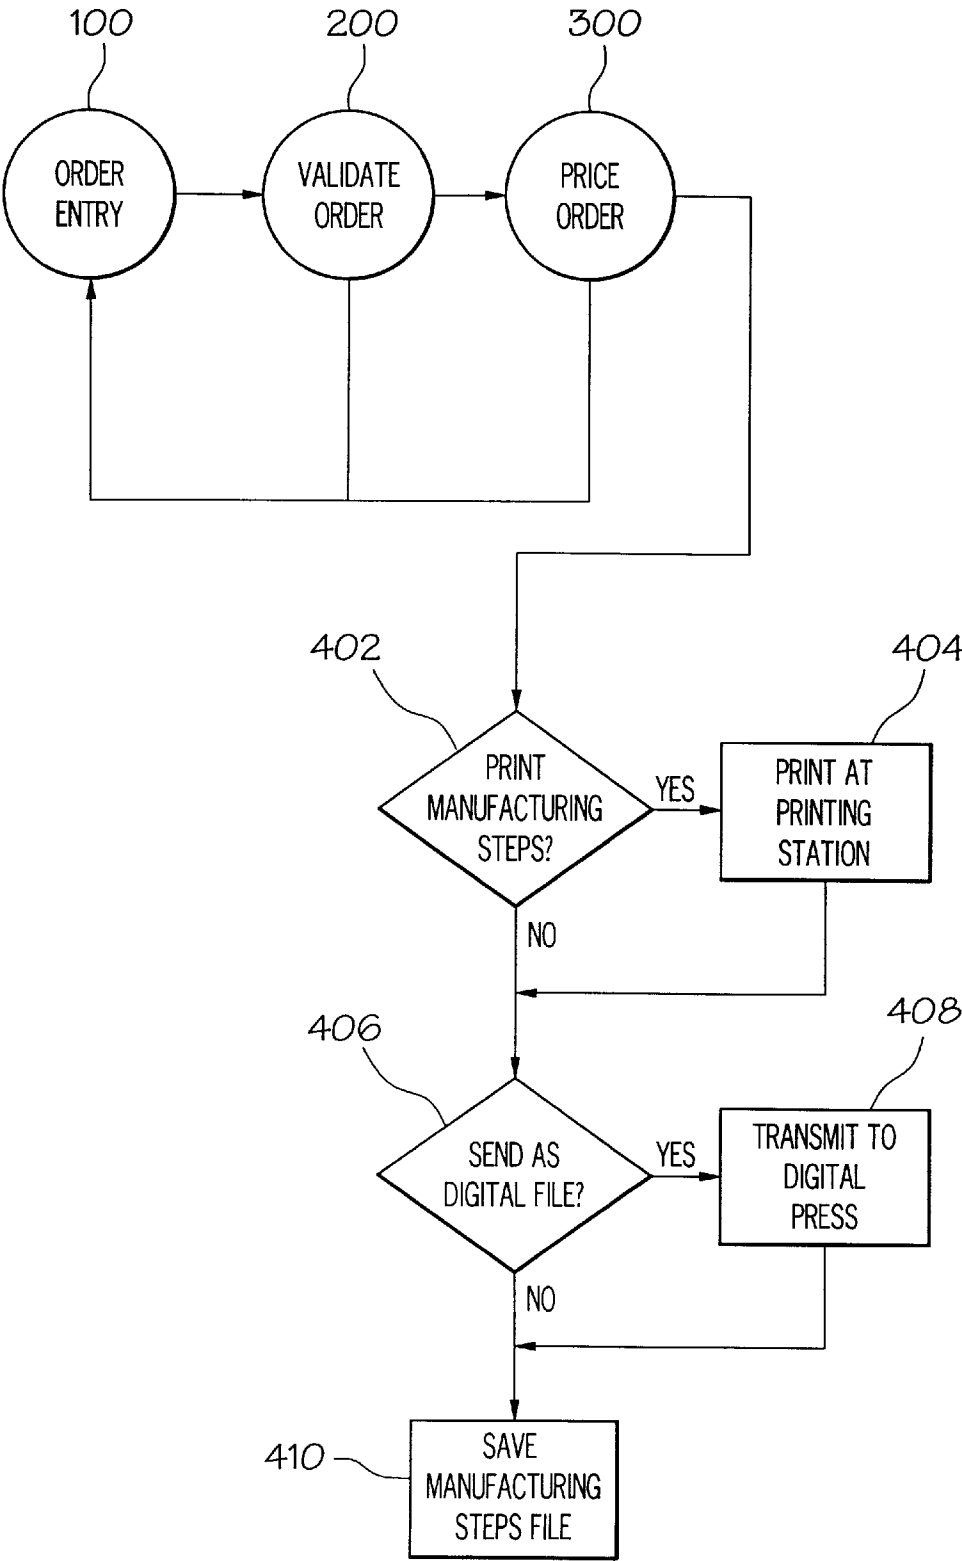 100
200
300
ORDER
ENTRY
VALIDATE
ORDER
PRICE
ORDER
402
404
PRINT
MANUFACTURING
STEPS?
YES
PRINT AT
PRINTING
STATION
NO
406
408
SEND AS
DIGITAL FILE?
YES
TRANSMIT TO
DIGITAL
PRESS
NO
410
SAVE
MANUFACTURING
STEPS FILE